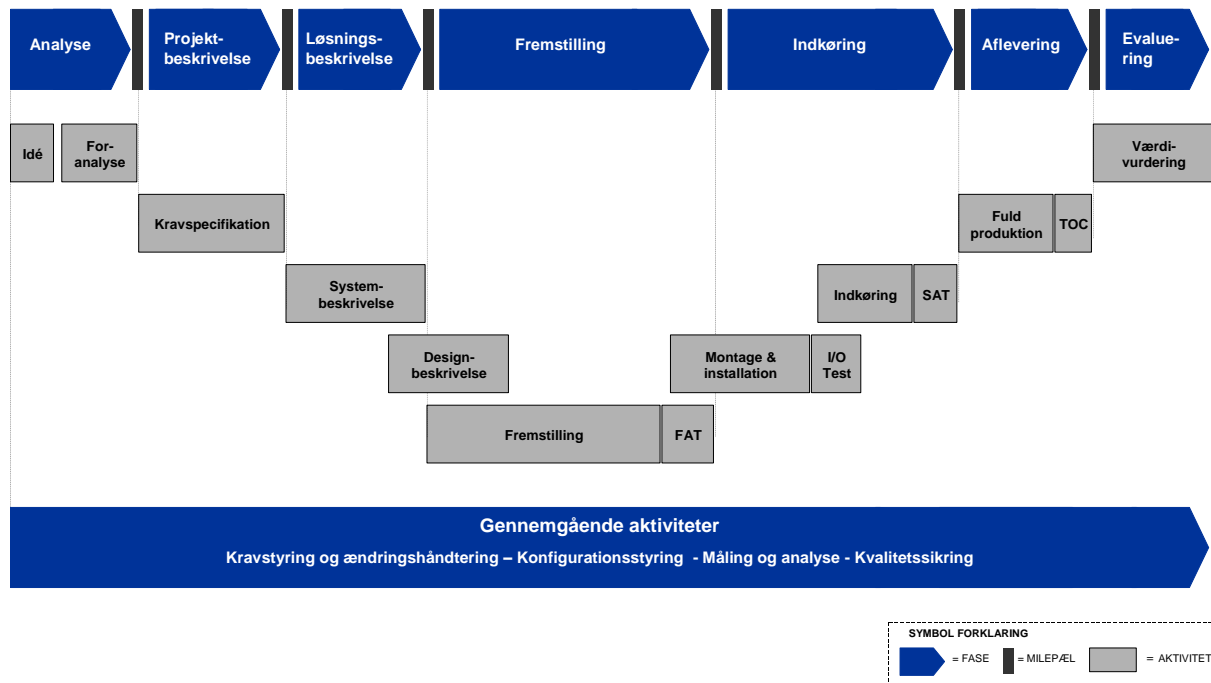 Analyse
Projekt-
beskrivelse
Løsnings-
beskrivelse
Fremstilling
Indkøring
Aflevering
Evalue-
ring
Idé
For-
analyse
Værdi-
vurdering
Kravspecifikation
Fuld
produktion
TOC
System-
beskrivelse
Indkøring
SAT
Design-
beskrivelse
Montage &
installation
I/O
Test
Fremstilling
FAT
Gennemgående aktiviteter
Kravstyring og ændringshåndtering – Konfigurationsstyring - Måling og analyse - Kvalitetssikring
SYMBOL FORKLARING
= FASE
= MILEPÆL
= AKTIVITET